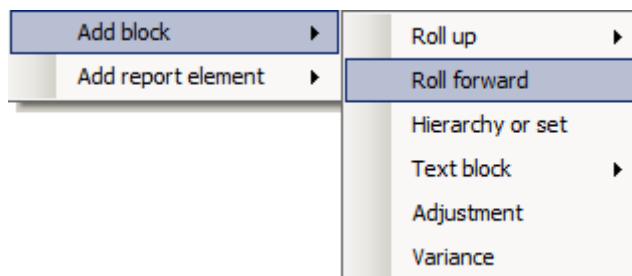 Add block
Add report element
Roll up
Roll forward
Hierarchy or set
Text block
Adjustment
Variance